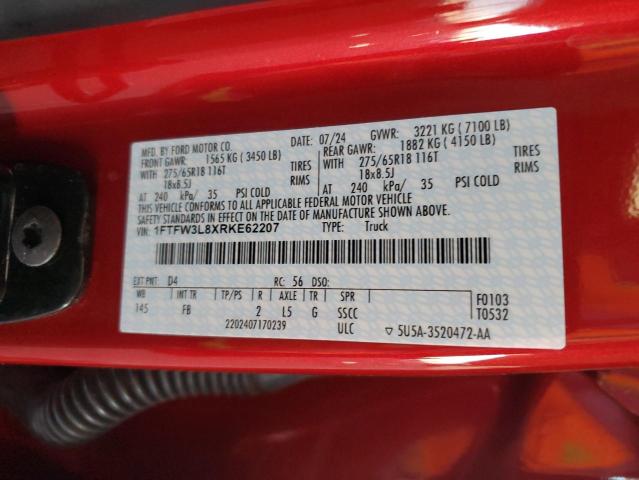 MFD. BY FORD MOTOR CO.
DATE: 07/24 GVWR: 3221 KG ( 7100 LB)
FRONT GAWR: 1565 KG ( 3450 LB)
REAR GAWR: 1882 KG ( 4150 LB)
WITH 275/65R18 116T TIRES
WITH 275/65R18 116T TIRES
18x8.5J RIMS
18x8.5J RIMS
AT 240 kPa/ 35 PSI COLD
AT 240 kPa/ 35 PSI COLD
THIS VEHICLE CONFORMS TO ALL APPLICABLE FEDERAL MOTOR VEHICLE
SAFETY STANDARDS IN EFFECT ON THE DATE OF MANUFACTURE SHOWN ABOVE.
VIN: 1FTFW3L8XRKE62207 TYPE: Truck
EXT PNT: D4 RC: 56 DSO:
WB INT TR TP/PS R AXLE TR SPR
F0103
145 FB 2 L5 G SSCC
T0532
2202407170239 ULC
▽ 5U5A-3520472-AA